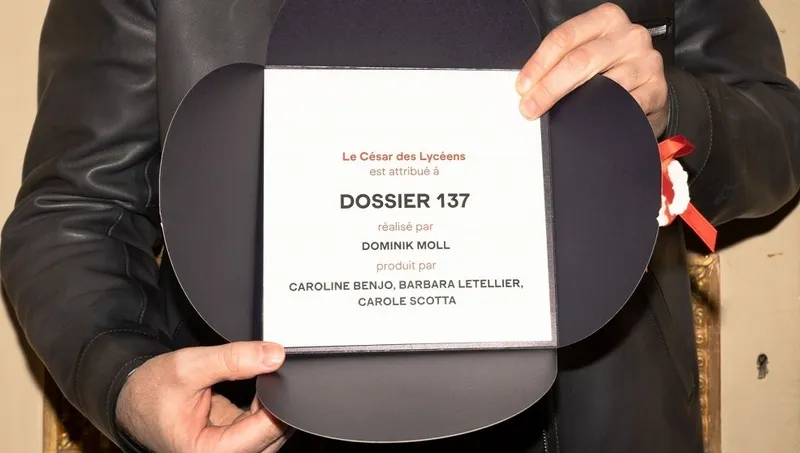 Le César des Lycéens
est attribué à
DOSSIER 137
réalisé par
DOMINIK MOLL
produit par
CAROLINE BENJO, BARBARA LETELLIER,
CAROLE SCOTTA